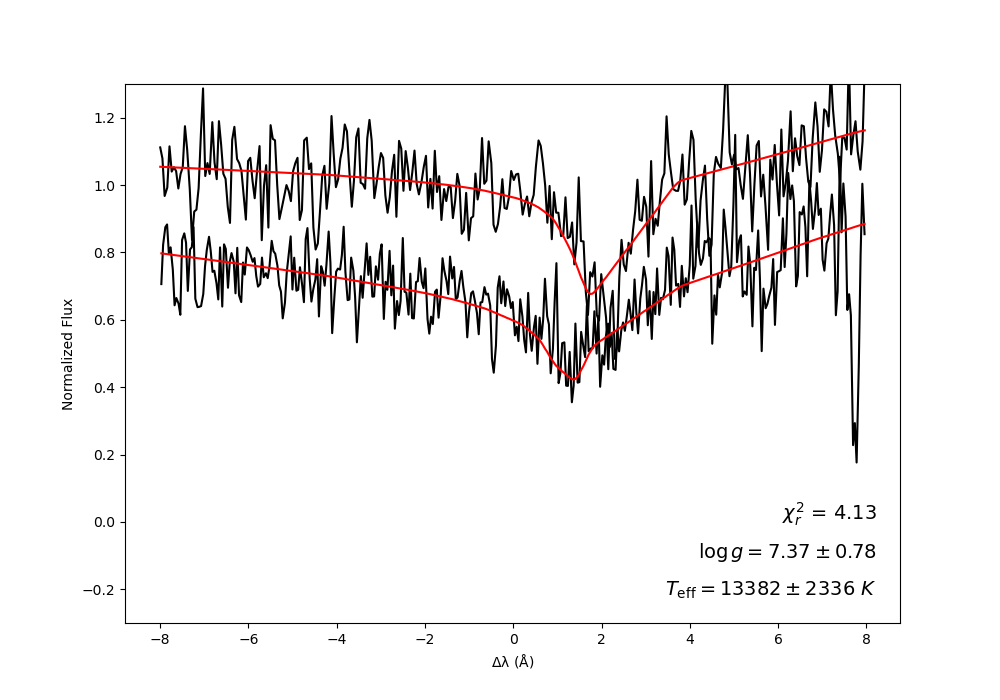 1.2
1.0
0.8
0.6
0.4
0.2
0.0
−0.2
Normalized Flux
χ²ᵣ = 4.13
log g = 7.37 ± 0.78
T_eff = 13382 ± 2336 K
−8 −6 −4 −2 0 2 4 6 8
Δλ (Å)